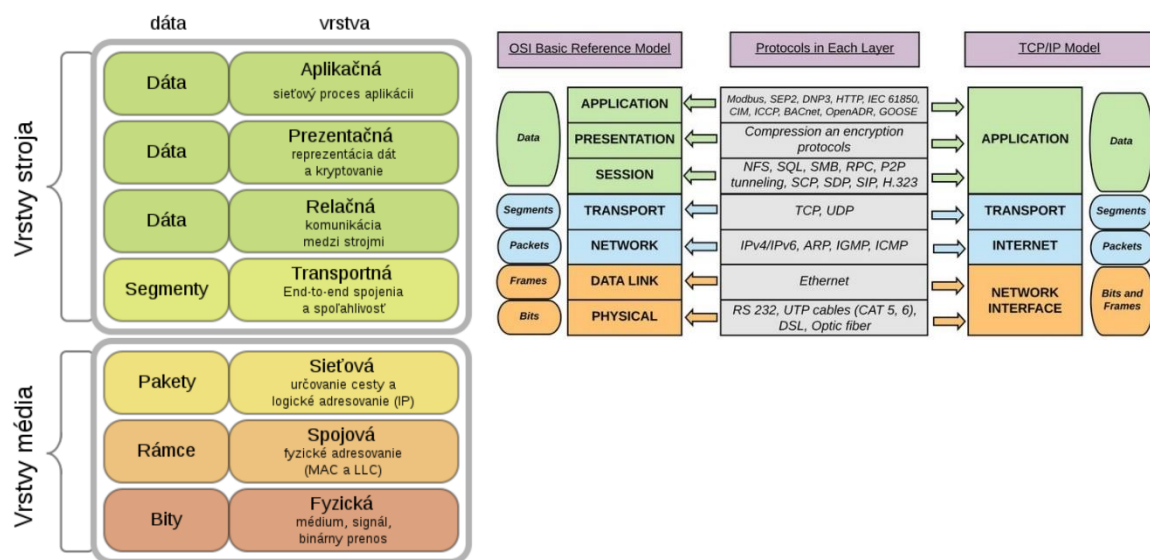 dáta
vrstva
Vrstvy stroja
Dáta
Aplikačná
sieťový proces aplikácii
Dáta
Prezentačná
reprezentácia dát
a kryptovanie
Dáta
Relačná
komunikácia
medzi strojmi
Segmenty
Transportná
End-to-end spojenia
a spoľahlivosť
Vrstvy média
Pakety
Sieťová
určovanie cesty a
logické adresovanie (IP)
Rámce
Spojová
fyzické adresovanie
(MAC a LLC)
Bity
Fyzická
médium, signál,
binárny prenos
OSI Basic Reference Model
Protocols in Each Layer
TCP/IP Model
Data
APPLICATION
Modbus, SEP2, DNP3, HTTP, IEC 61850,
CIM, ICCP, BACnet, OpenADR, GOOSE
PRESENTATION
Compression an encryption
protocols
SESSION
NFS, SQL, SMB, RPC, P2P
tunneling, SCP, SDP, SIP, H.323
APPLICATION
Data
Segments
TRANSPORT
TCP, UDP
TRANSPORT
Segments
Packets
NETWORK
IPv4/IPv6, ARP, IGMP, ICMP
INTERNET
Packets
Frames
DATA LINK
Ethernet
Bits
PHYSICAL
RS 232, UTP cables (CAT 5, 6),
DSL, Optic fiber
NETWORK
INTERFACE
Bits and
Frames